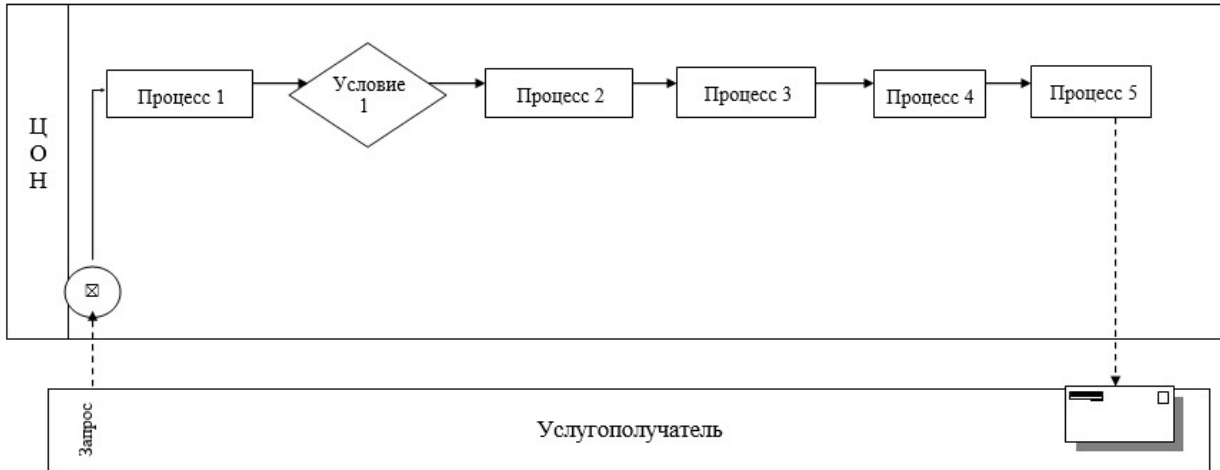 Ц
О
Н
Процесс 1
Условие
1
Процесс 2
Процесс 3
Процесс 4
Процесс 5
Запрос
Услугополучатель